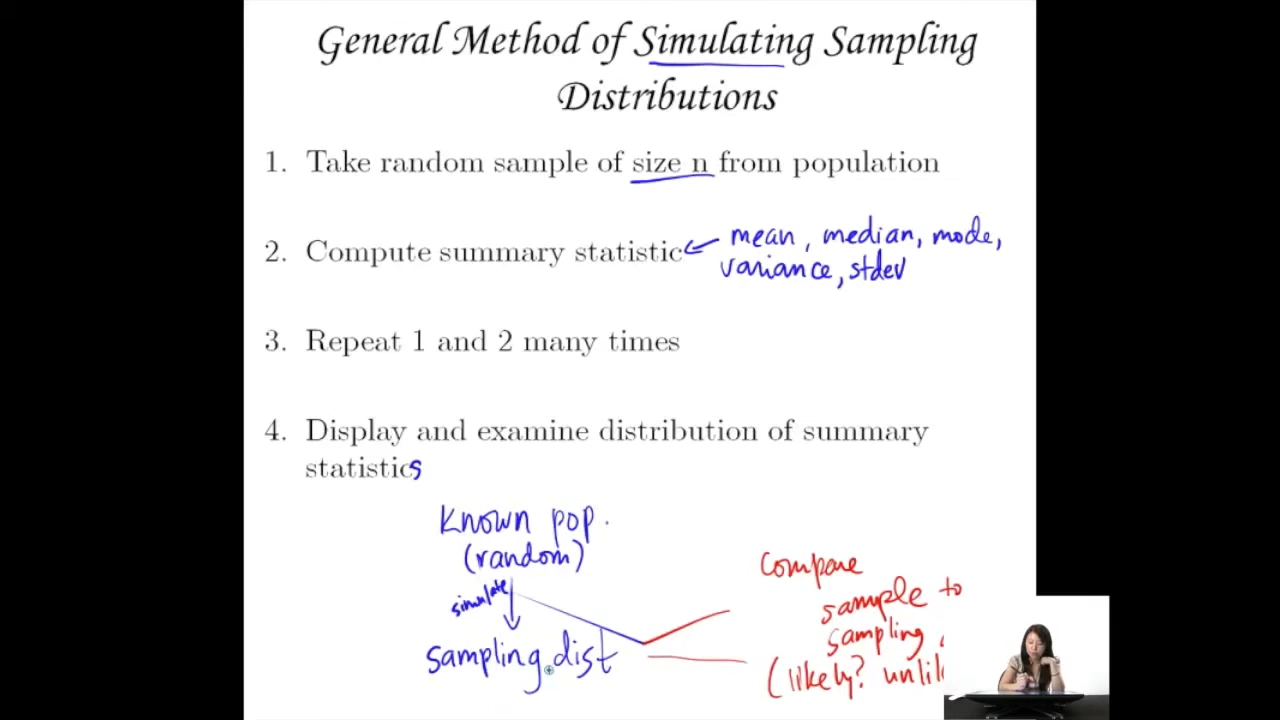 General Method of Simulating Sampling
Distributions
1. Take random sample of size n from population
2. Compute summary statistic
mean, median, mode,
variance, stdev
3. Repeat 1 and 2 many times
4. Display and examine distribution of summary
statistics
Known pop.
(random)
simulate
sampling dist
compare
sample to
sampling
(likely?